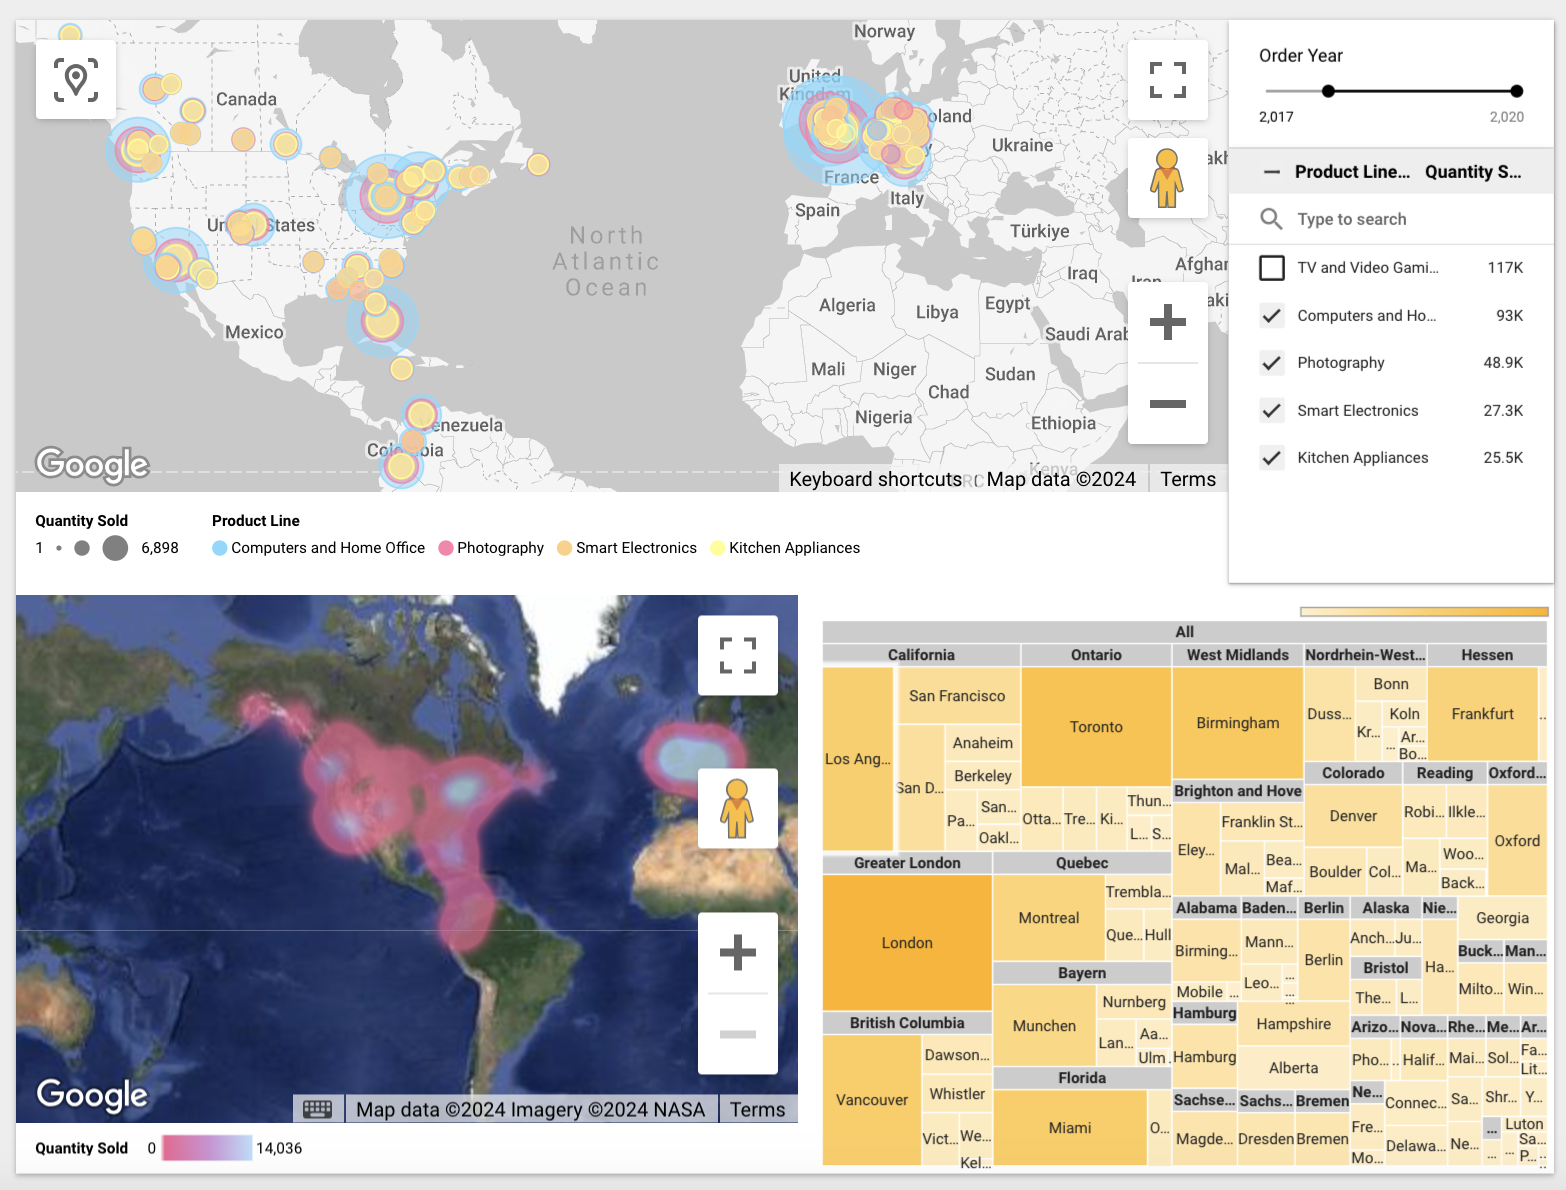 Norway
United
Kingdom
Canada
Poland
Ukraine
France
Italy
Spain
Türkiye
United States
North
Atlantic
Ocean
Iraq
Iran
Afghan
Algeria
Libya
Egypt
Saudi Arab
Mexico
Mali
Niger
Chad
Sudan
Nigeria
Ethiopia
Venezuela
Colombia
Kenya
DRC
Google
Keyboard shortcuts
Map data ©2024
Terms
Order Year
2,017
2,020
Product Line... Quantity S...
Type to search
TV and Video Gami... 117K
Computers and Ho... 93K
Photography 48.9K
Smart Electronics 27.3K
Kitchen Appliances 25.5K
Quantity Sold
1 6,898
Product Line
Computers and Home Office Photography Smart Electronics Kitchen Appliances
Google
Map data ©2024 Imagery ©2024 NASA
Terms
Quantity Sold 0 14,036
All
California
Los Ang...
San Francisco
San D...
Anaheim
Berkeley
Pa...
San...
Oakl...
Ontario
Toronto
Otta...
Tre...
Ki...
Thun...
L...
S...
West Midlands
Birmingham
Nordrhein-West...
Duss...
Bonn
Kr...
Koln
...
Ar...
Bo...
Hessen
Frankfurt
..
Greater London
London
Quebec
Montreal
Trembla...
Que...
Hull
Brighton and Hove
Eley...
Franklin St...
Mal...
Bea...
Maf...
Colorado
Denver
Boulder
Col...
Reading
Robi...
Ilkle...
Ma...
Woo...
Back...
Oxford...
Oxford
Bayern
Munchen
Nurnberg
Lan...
Aa...
Ulm
British Columbia
Vancouver
Dawson...
Whistler
Vict...
We...
Kel...
Florida
Miami
O...
Alabama
Birming...
Mobile
...
Baden...
Mann...
Leo...
...
...
Berlin
Berlin
Alaska
Anch...
Ju...
Bristol
The...
L...
Nie...
Ha...
Georgia
Buck...
Milto...
Man...
Win...
Hamburg
Hamburg
Hampshire
Alberta
Sachse...
Magde...
Sachs...
Dresden
Bremen
Bremen
Arizo...
Pho...
..
Nova...
Halif...
Rhe...
Mai...
Me...
Sol...
Ar...
Fa...
Lit...
Ne...
Fre...
Mo...
Connec...
Delawa...
Sa...
Ne...
Shr...
Y...
...
...
Luton
...
Sa...
P...